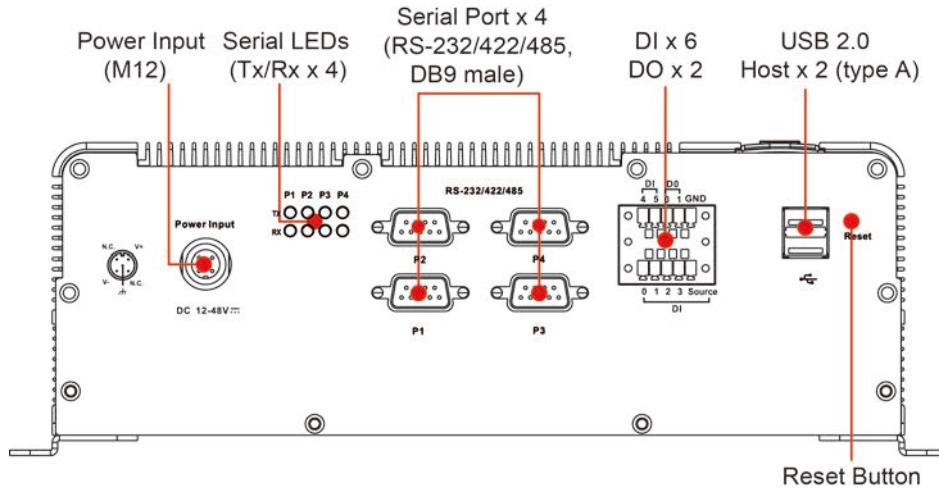 Power Input
(M12)
Serial LEDs
(Tx/Rx x 4)
Serial Port x 4
(RS-232/422/485,
DB9 male)
DI x 6
DO x 2
USB 2.0
Host x 2 (type A)
P1 P2 P3 P4
TX
RX
RS-232/422/485
DI D0
4 5 0 1 GND
Power Input
Reset
N.C. V+
V- N.C.
P2
P4
DC 12-48V
0 1 2 3 Source
DI
P1
P3
Reset Button